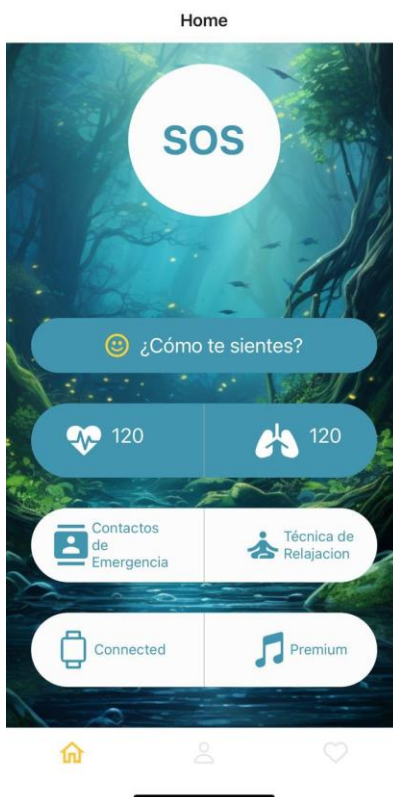 Home
SOS
¿Cómo te sientes?
120
120
Contactos
de
Emergencia
Técnica de
Relajacion
Connected
Premium